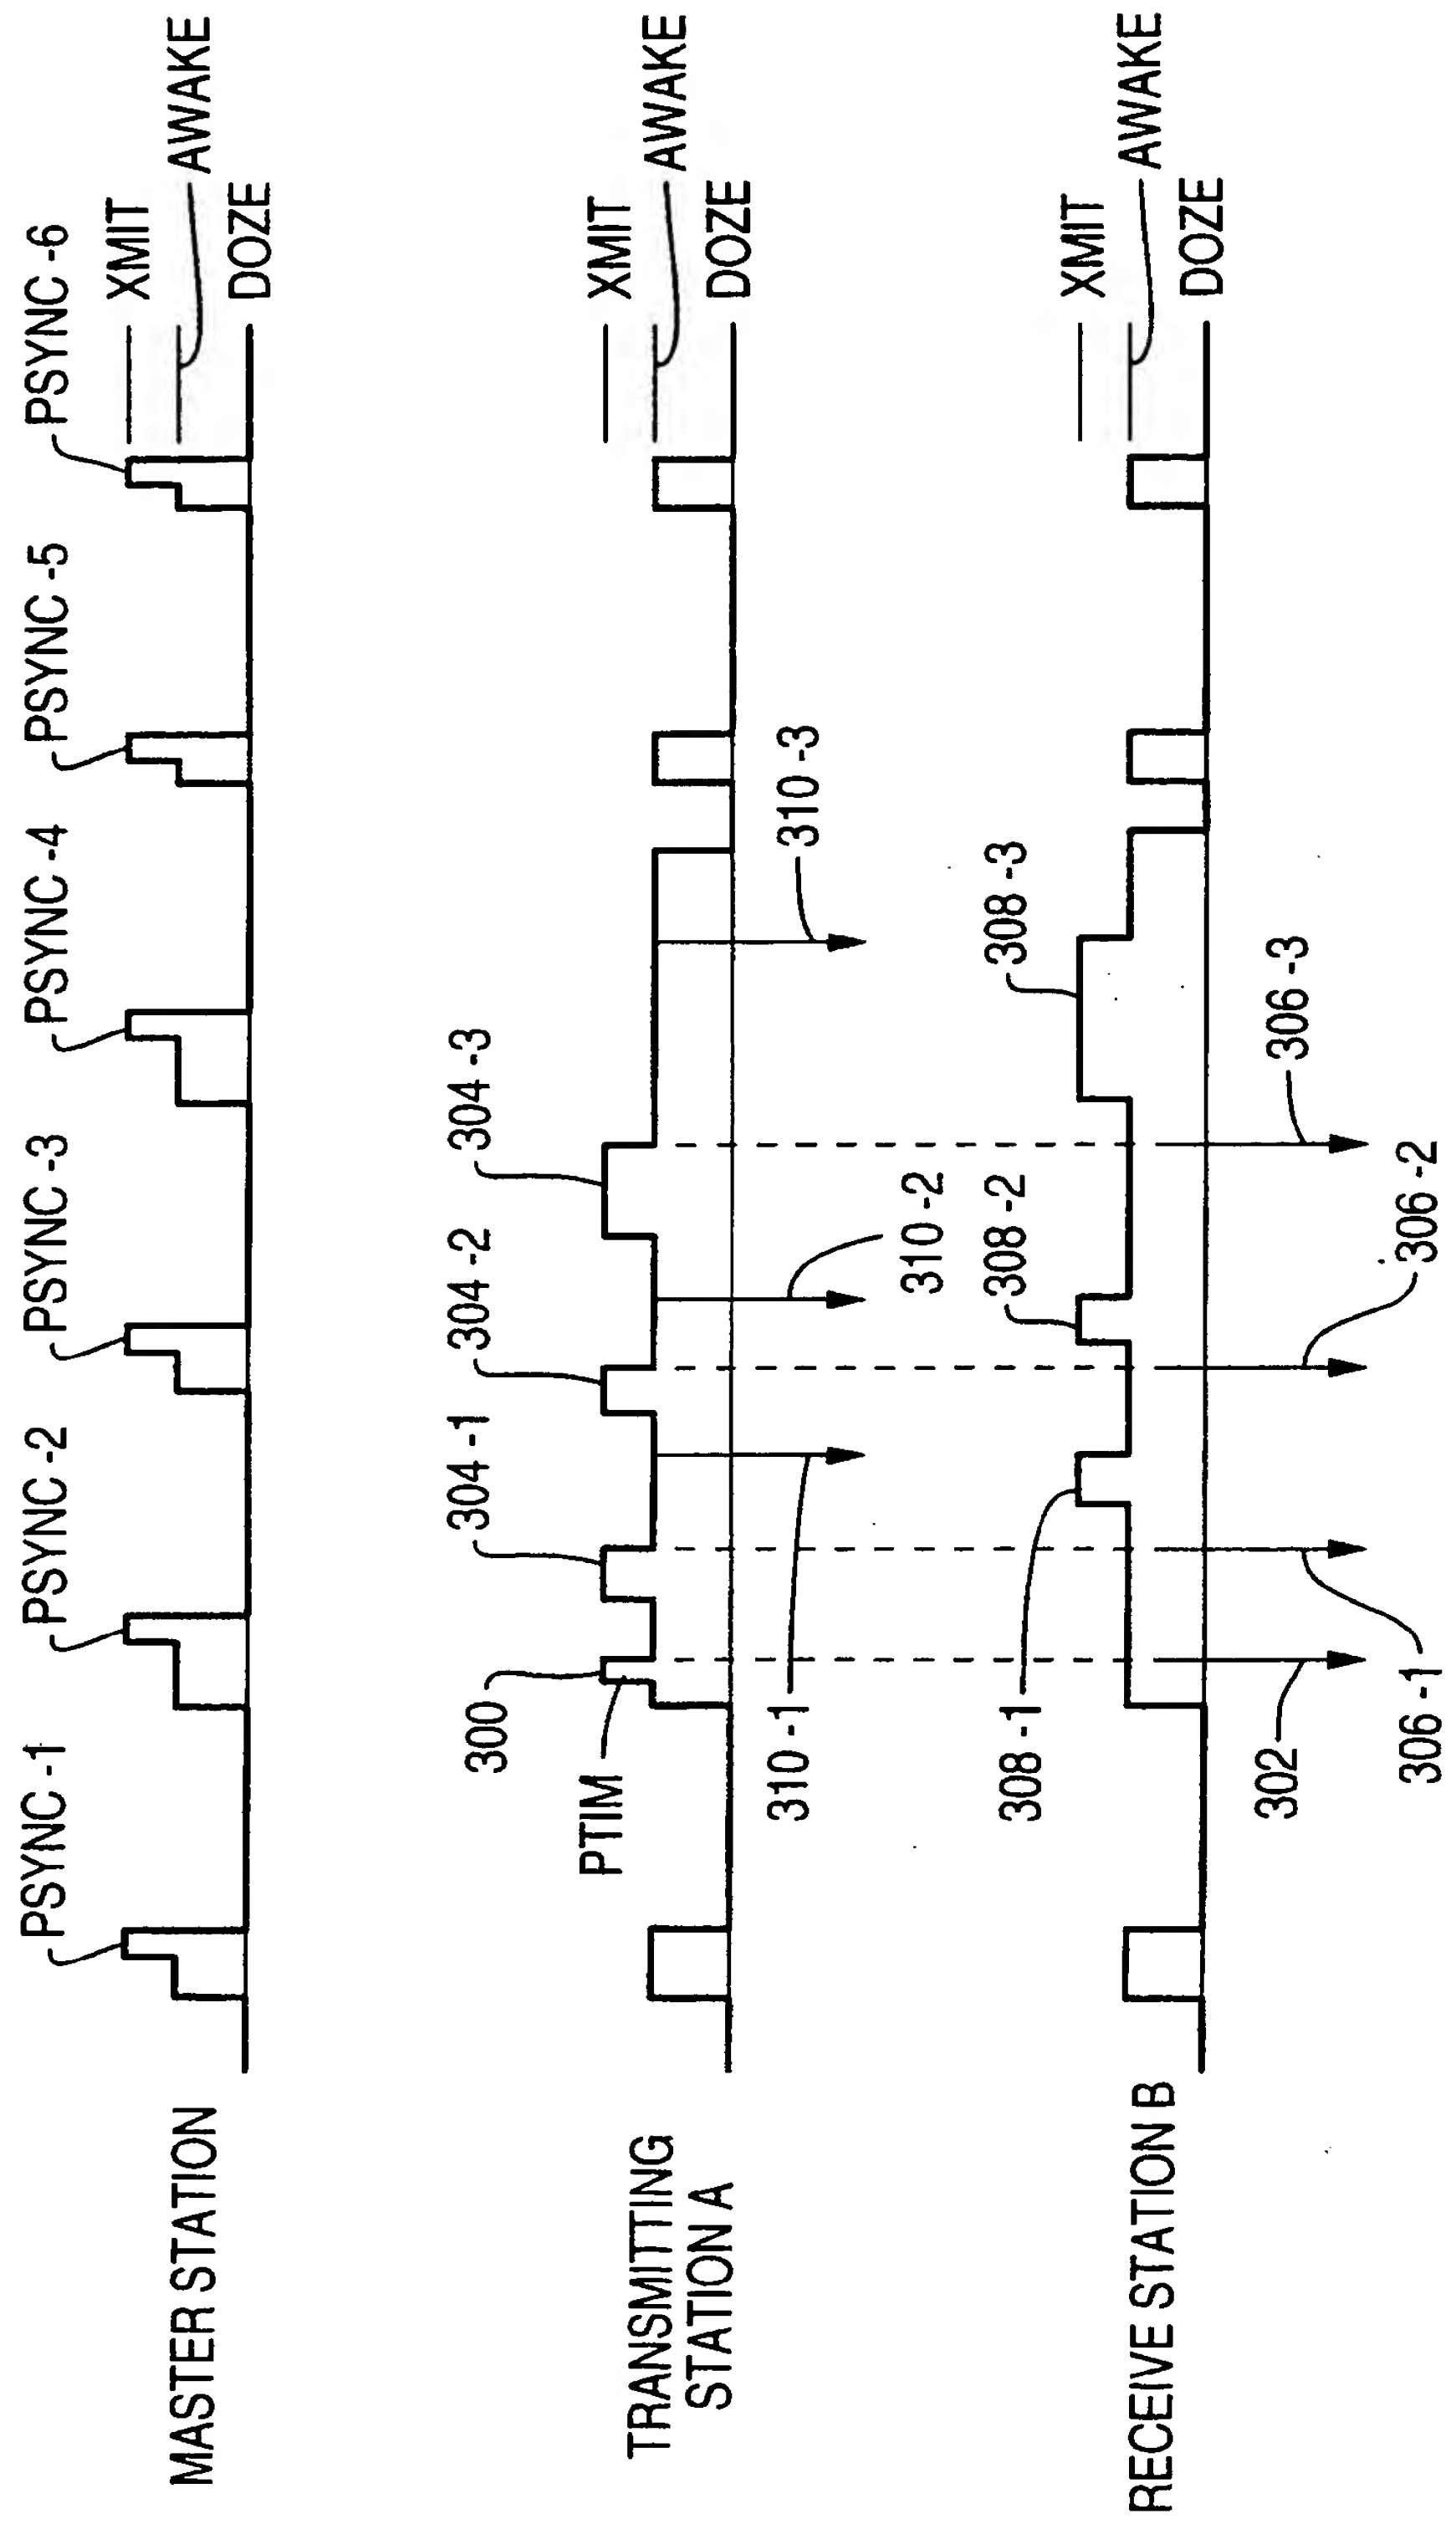 PSYNC -1
PSYNC -2
PSYNC -3
PSYNC -4
PSYNC -5
PSYNC -6
MASTER STATION
XMIT
AWAKE
DOZE
300
304 -1
304 -2
304 -3
PTIM
TRANSMITTING
STATION A
XMIT
AWAKE
DOZE
310 -1
310 -2
310 -3
308 -1
308 -2
308 -3
RECEIVE STATION B
XMIT
AWAKE
DOZE
302
306 -1
306 -2
306 -3